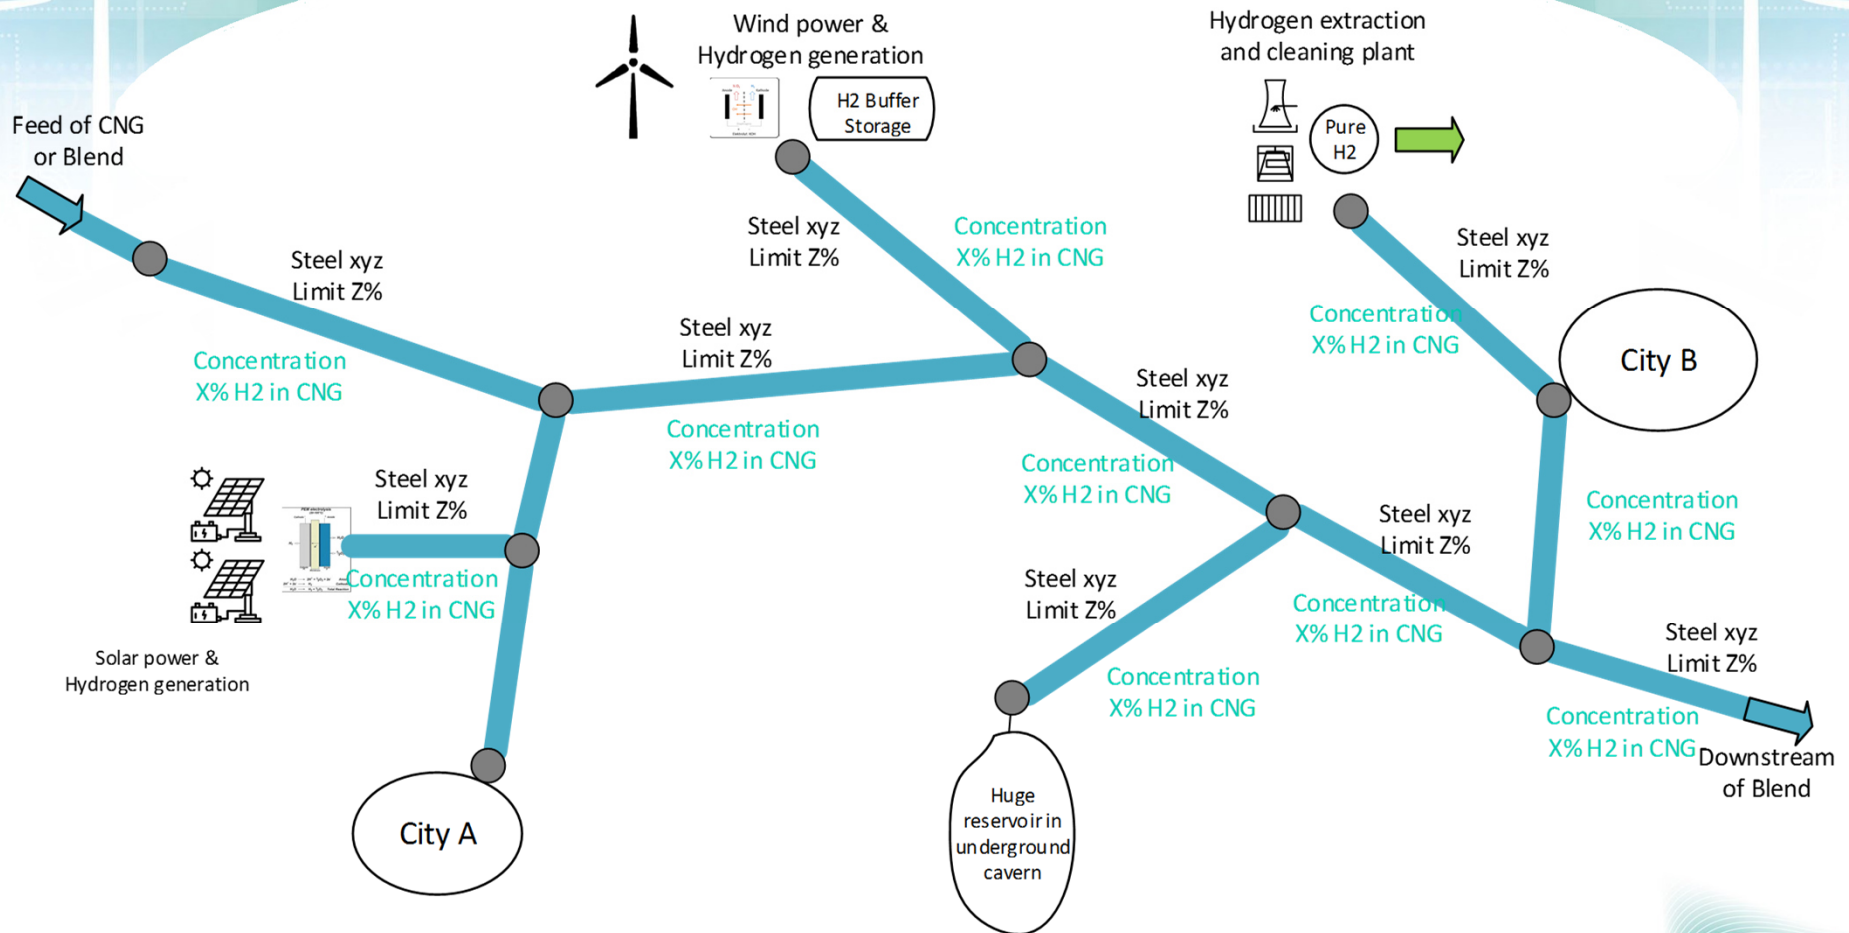 Wind power &
Hydrogen generation
H2 Buffer
Storage
Hydrogen extraction
and cleaning plant
Pure
H2
Feed of CNG
or Blend
Steel xyz
Limit Z%
Concentration
X% H2 in CNG
Steel xyz
Limit Z%
Concentration
X% H2 in CNG
Steel xyz
Limit Z%
Concentration
X% H2 in CNG
Steel xyz
Limit Z%
Concentration
X% H2 in CNG
City B
Steel xyz
Limit Z%
Concentration
X% H2 in CNG
Steel xyz
Limit Z%
Concentration
X% H2 in CNG
Solar power &
Hydrogen generation
Steel xyz
Limit Z%
Concentration
X% H2 in CNG
Concentration
X% H2 in CNG
Steel xyz
Limit Z%
Concentration
X% H2 in CNG
Steel xyz
Limit Z%
Concentration
X% H2 in CNG
Downstream
of Blend
City A
Huge
reservoir in
underground
cavern